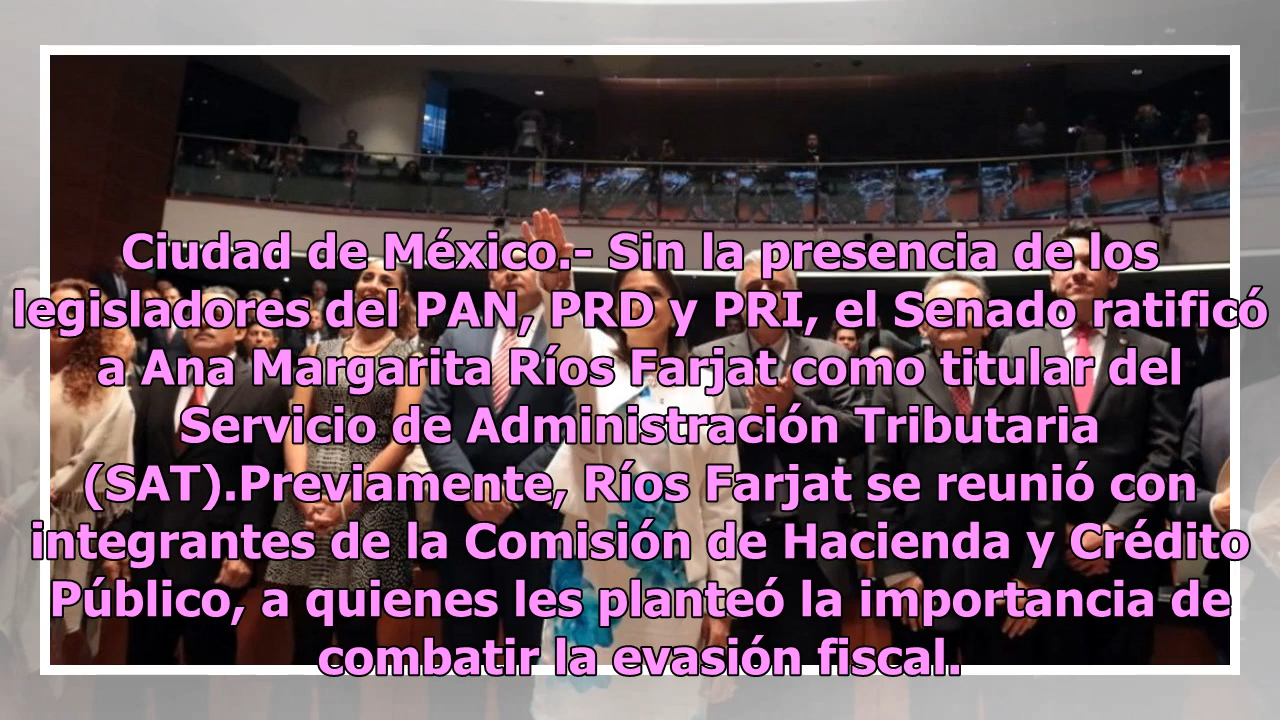 Ciudad de México.- Sin la presencia de los
legisladores del PAN, PRD y PRI, el Senado ratificó
a Ana Margarita Ríos Farjat como titular del
Servicio de Administración Tributaria
(SAT).Previamente, Ríos Farjat se reunió con
integrantes de la Comisión de Hacienda y Crédito
Público, a quienes les planteó la importancia de
combatir la evasión fiscal.